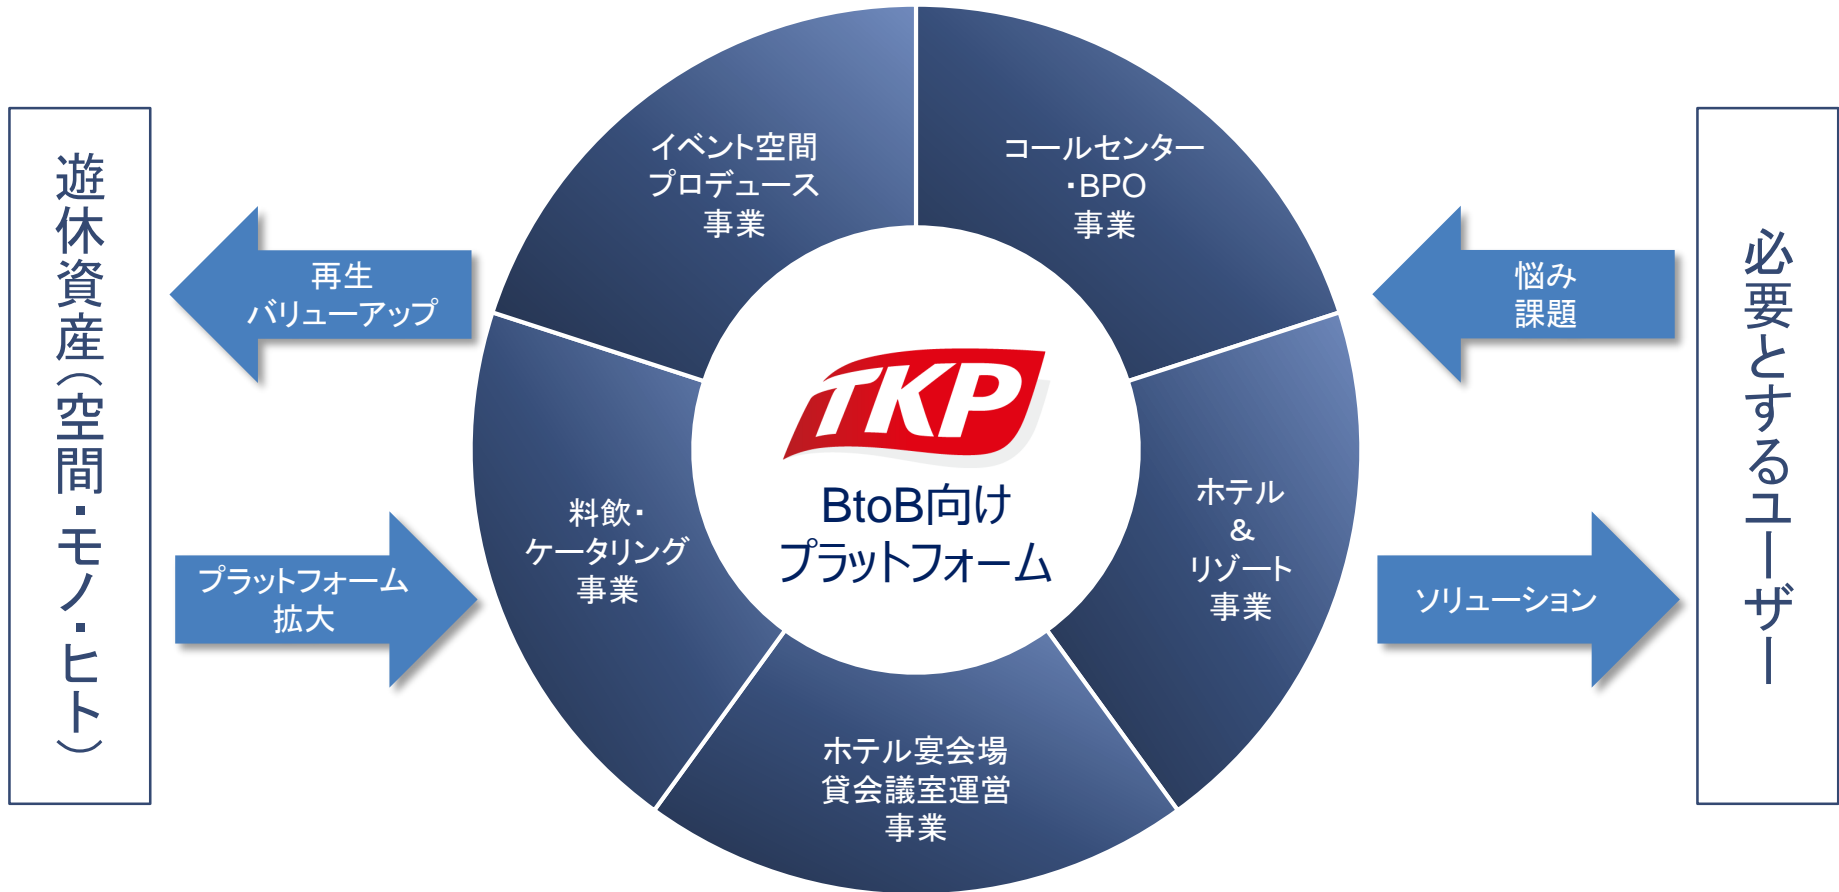 遊休資産(空間・モノ・ヒト)
再生
バリューアップ
プラットフォーム
拡大
イベント空間
プロデュース
事業
コールセンター
・BPO
事業
料飲・
ケータリング
事業
TKP
BtoB向け
プラットフォーム
ホテル
&
リゾート
事業
ホテル宴会場
貸会議室運営
事業
悩み
課題
ソリューション
必要とするユーザー